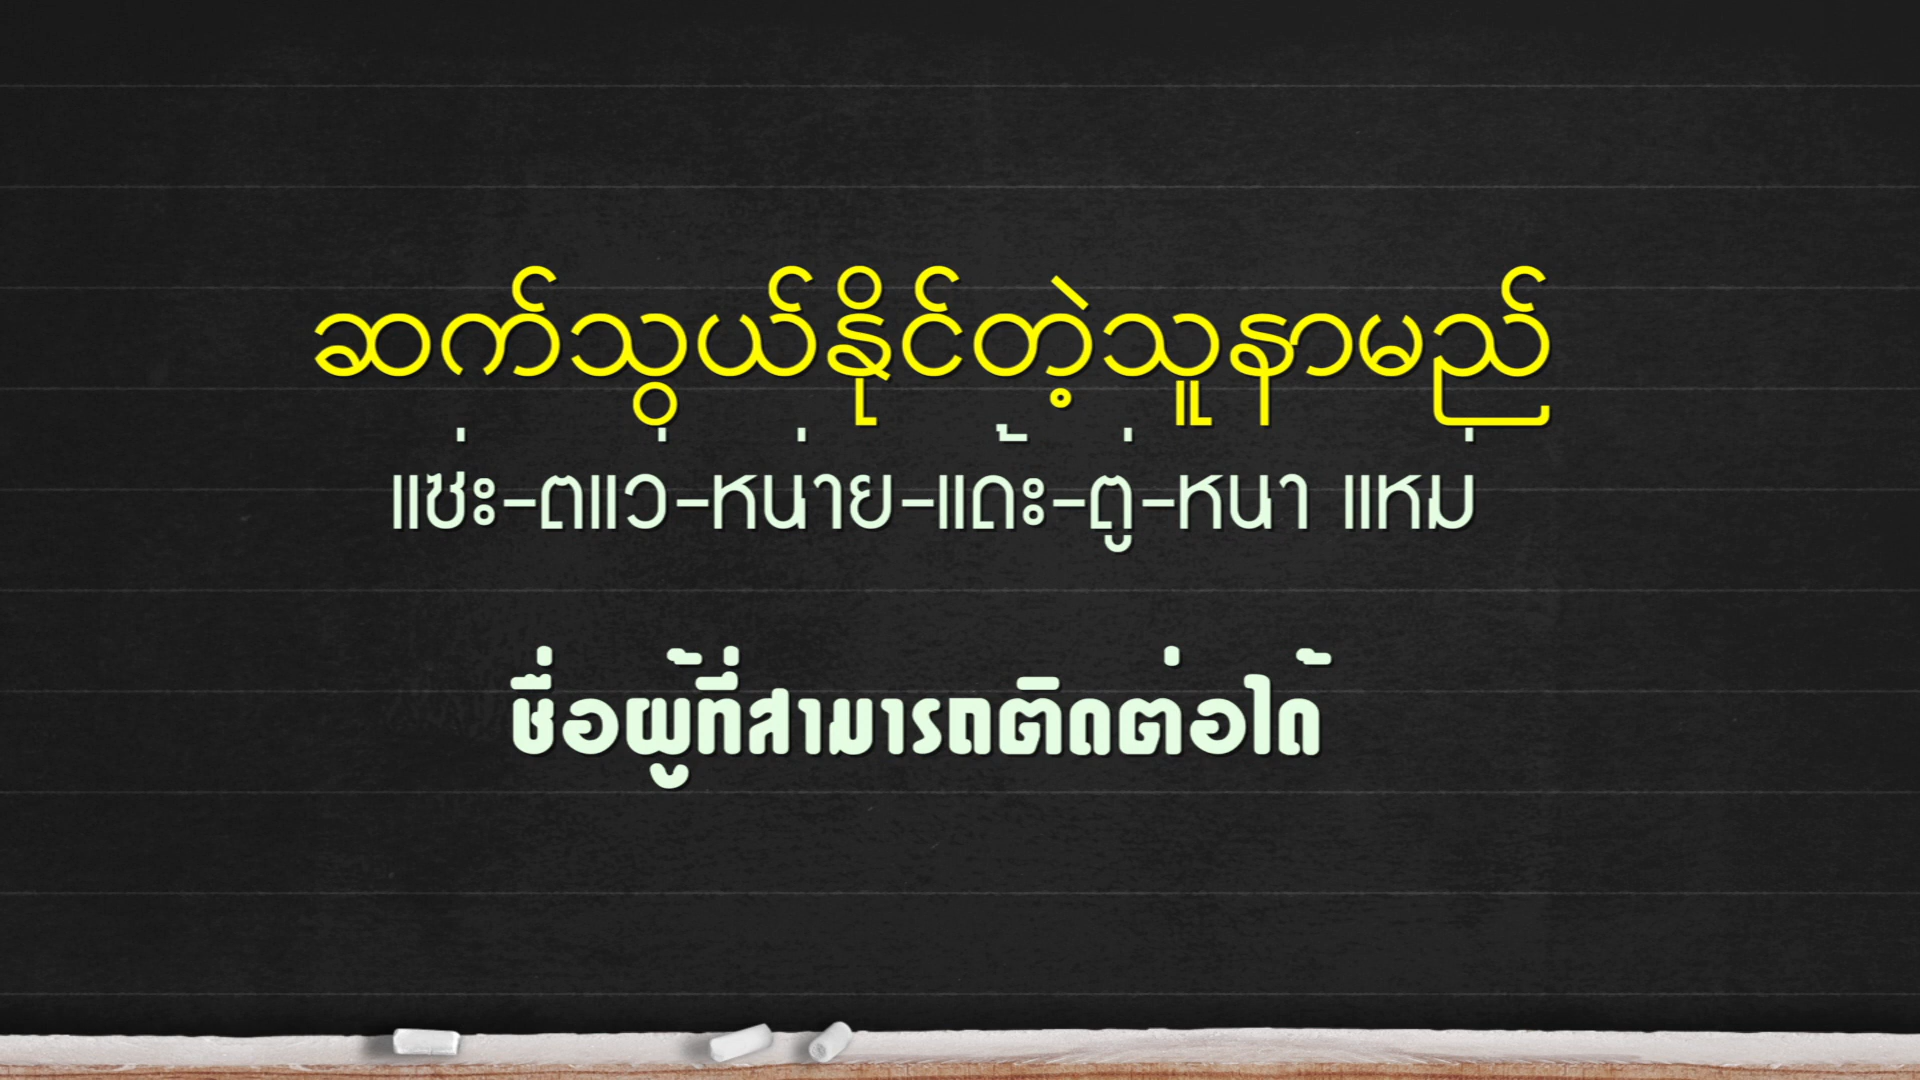 ဆက်သွယ်နိုင်တဲ့သူနာမည်
แซ่ะ-ตแว่-หน่าย-แด้ะ-ตู่-หนา แหม่
ชื่อผู้ที่สามารถติดต่อได้